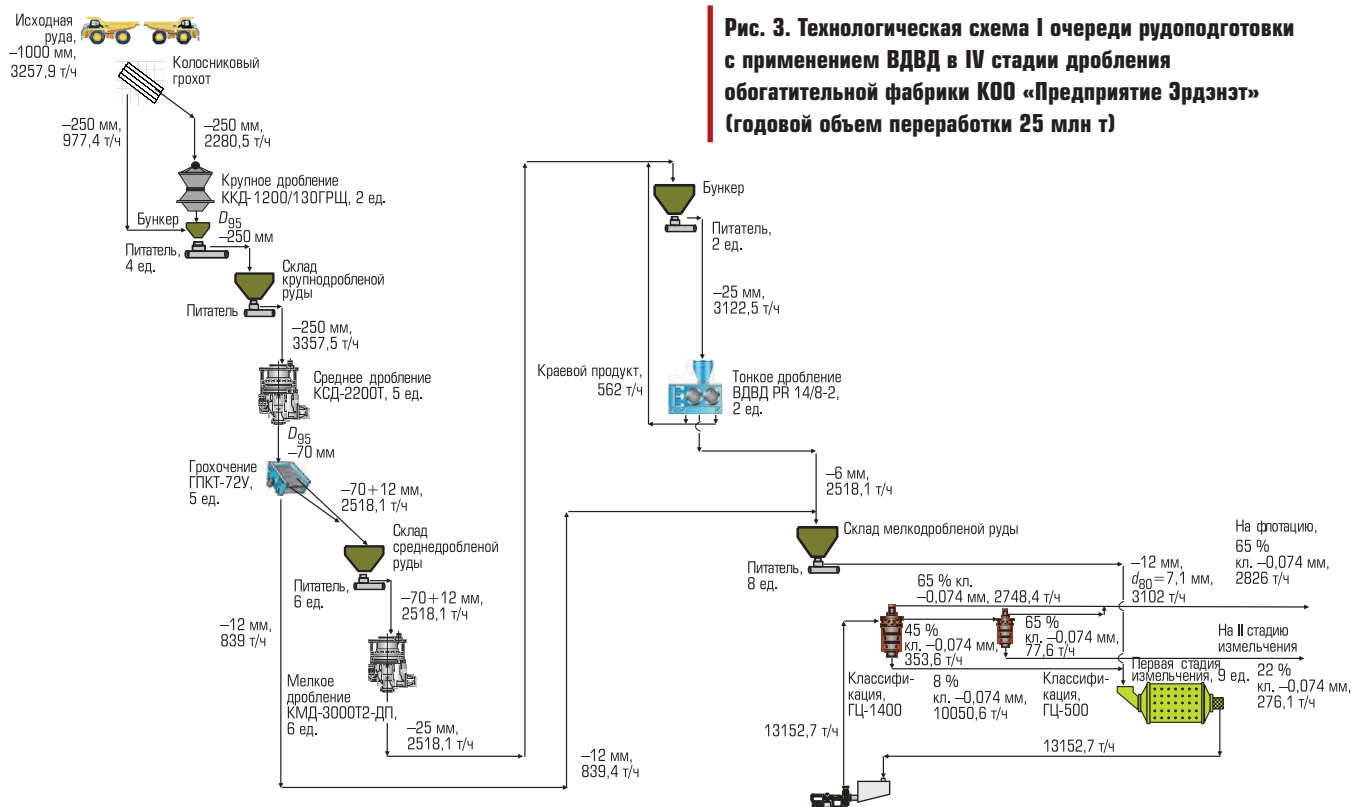 Рис. 3. Технологическая схема I очереди рудоподготовки
с применением ВДВД в IV стадии дробления
обогатительной фабрики КОО «Предприятие Эрдэнэт»
(годовой объем переработки 25 млн т)
Исходная
руда,
–1000 мм,
3257,9 т/ч
Колосниковый
грохот
–250 мм,
977,4 т/ч
–250 мм,
2280,5 т/ч
Крупное дробление
ККД-1200/130ГРЩ, 2 ед.
Бункер
D95
–250 мм
Питатель,
4 ед.
Склад
крупнодробленой
руды
Питатель
–250 мм,
3357,5 т/ч
Среднее дробление
КСД-2200Т, 5 ед.
D95
–70 мм
Грохочение
ГПКТ-72У,
5 ед.
–70+12 мм,
2518,1 т/ч
Склад
среднедробленой
руды
Питатель,
6 ед.
–70+12 мм,
2518,1 т/ч
–12 мм,
839 т/ч
Мелкое
дробление
КМД-3000Т2-ДП,
6 ед.
–25 мм,
2518,1 т/ч
–12 мм,
839,4 т/ч
Бункер
Питатель,
2 ед.
–25 мм,
3122,5 т/ч
Краевой продукт,
562 т/ч
Тонкое дробление
ВДВД PR 14/8-2,
2 ед.
–6 мм,
2518,1 т/ч
Склад мелкодробленой руды
Питатель,
8 ед.
–12 мм,
d80=7,1 мм,
3102 т/ч
На флотацию,
65 %
кл. –0,074 мм,
2826 т/ч
65 % кл.
–0,074 мм, 2748,4 т/ч
45 %
кл. –0,074 мм,
353,6 т/ч
65 %
кл. –0,074 мм,
77,6 т/ч
На II стадию
измельчения
22 %
кл. –0,074 мм,
276,1 т/ч
Первая стадия
измельчения, 9 ед.
Классифи-
кация,
ГЦ-1400
8 %
кл. –0,074 мм,
10050,6 т/ч
Классифи-
кация,
ГЦ-500
13152,7 т/ч
13152,7 т/ч